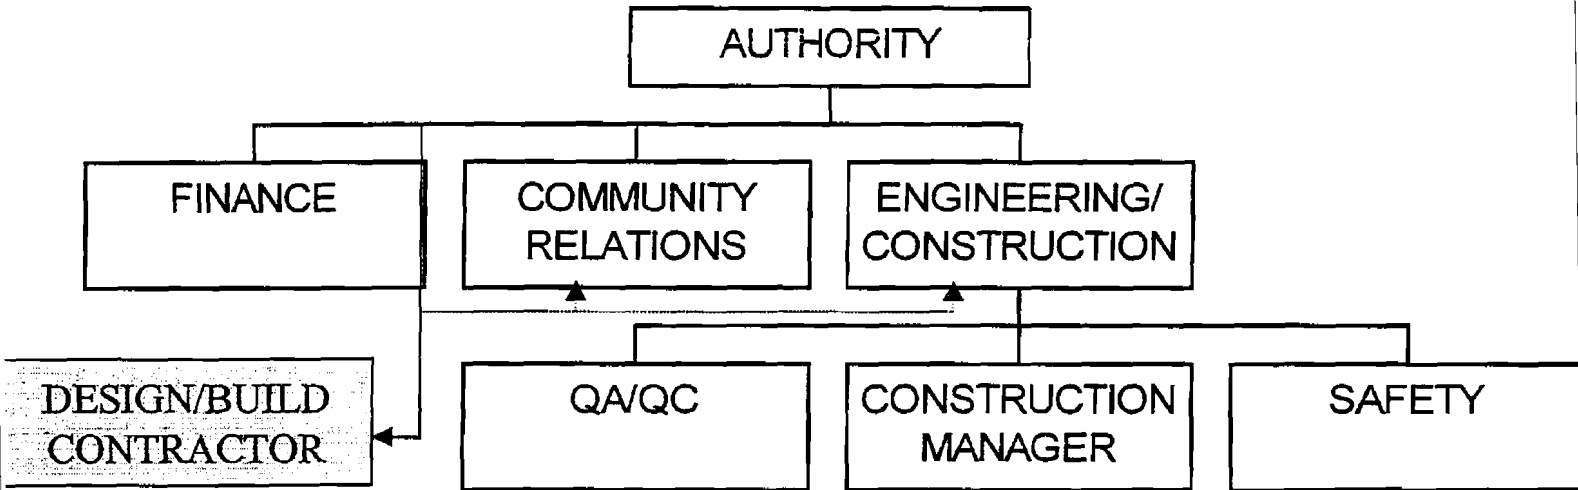 AUTHORITY
FINANCE
COMMUNITY
RELATIONS
ENGINEERING/
CONSTRUCTION
DESIGN/BUILD
CONTRACTOR
QA/QC
CONSTRUCTION
MANAGER
SAFETY